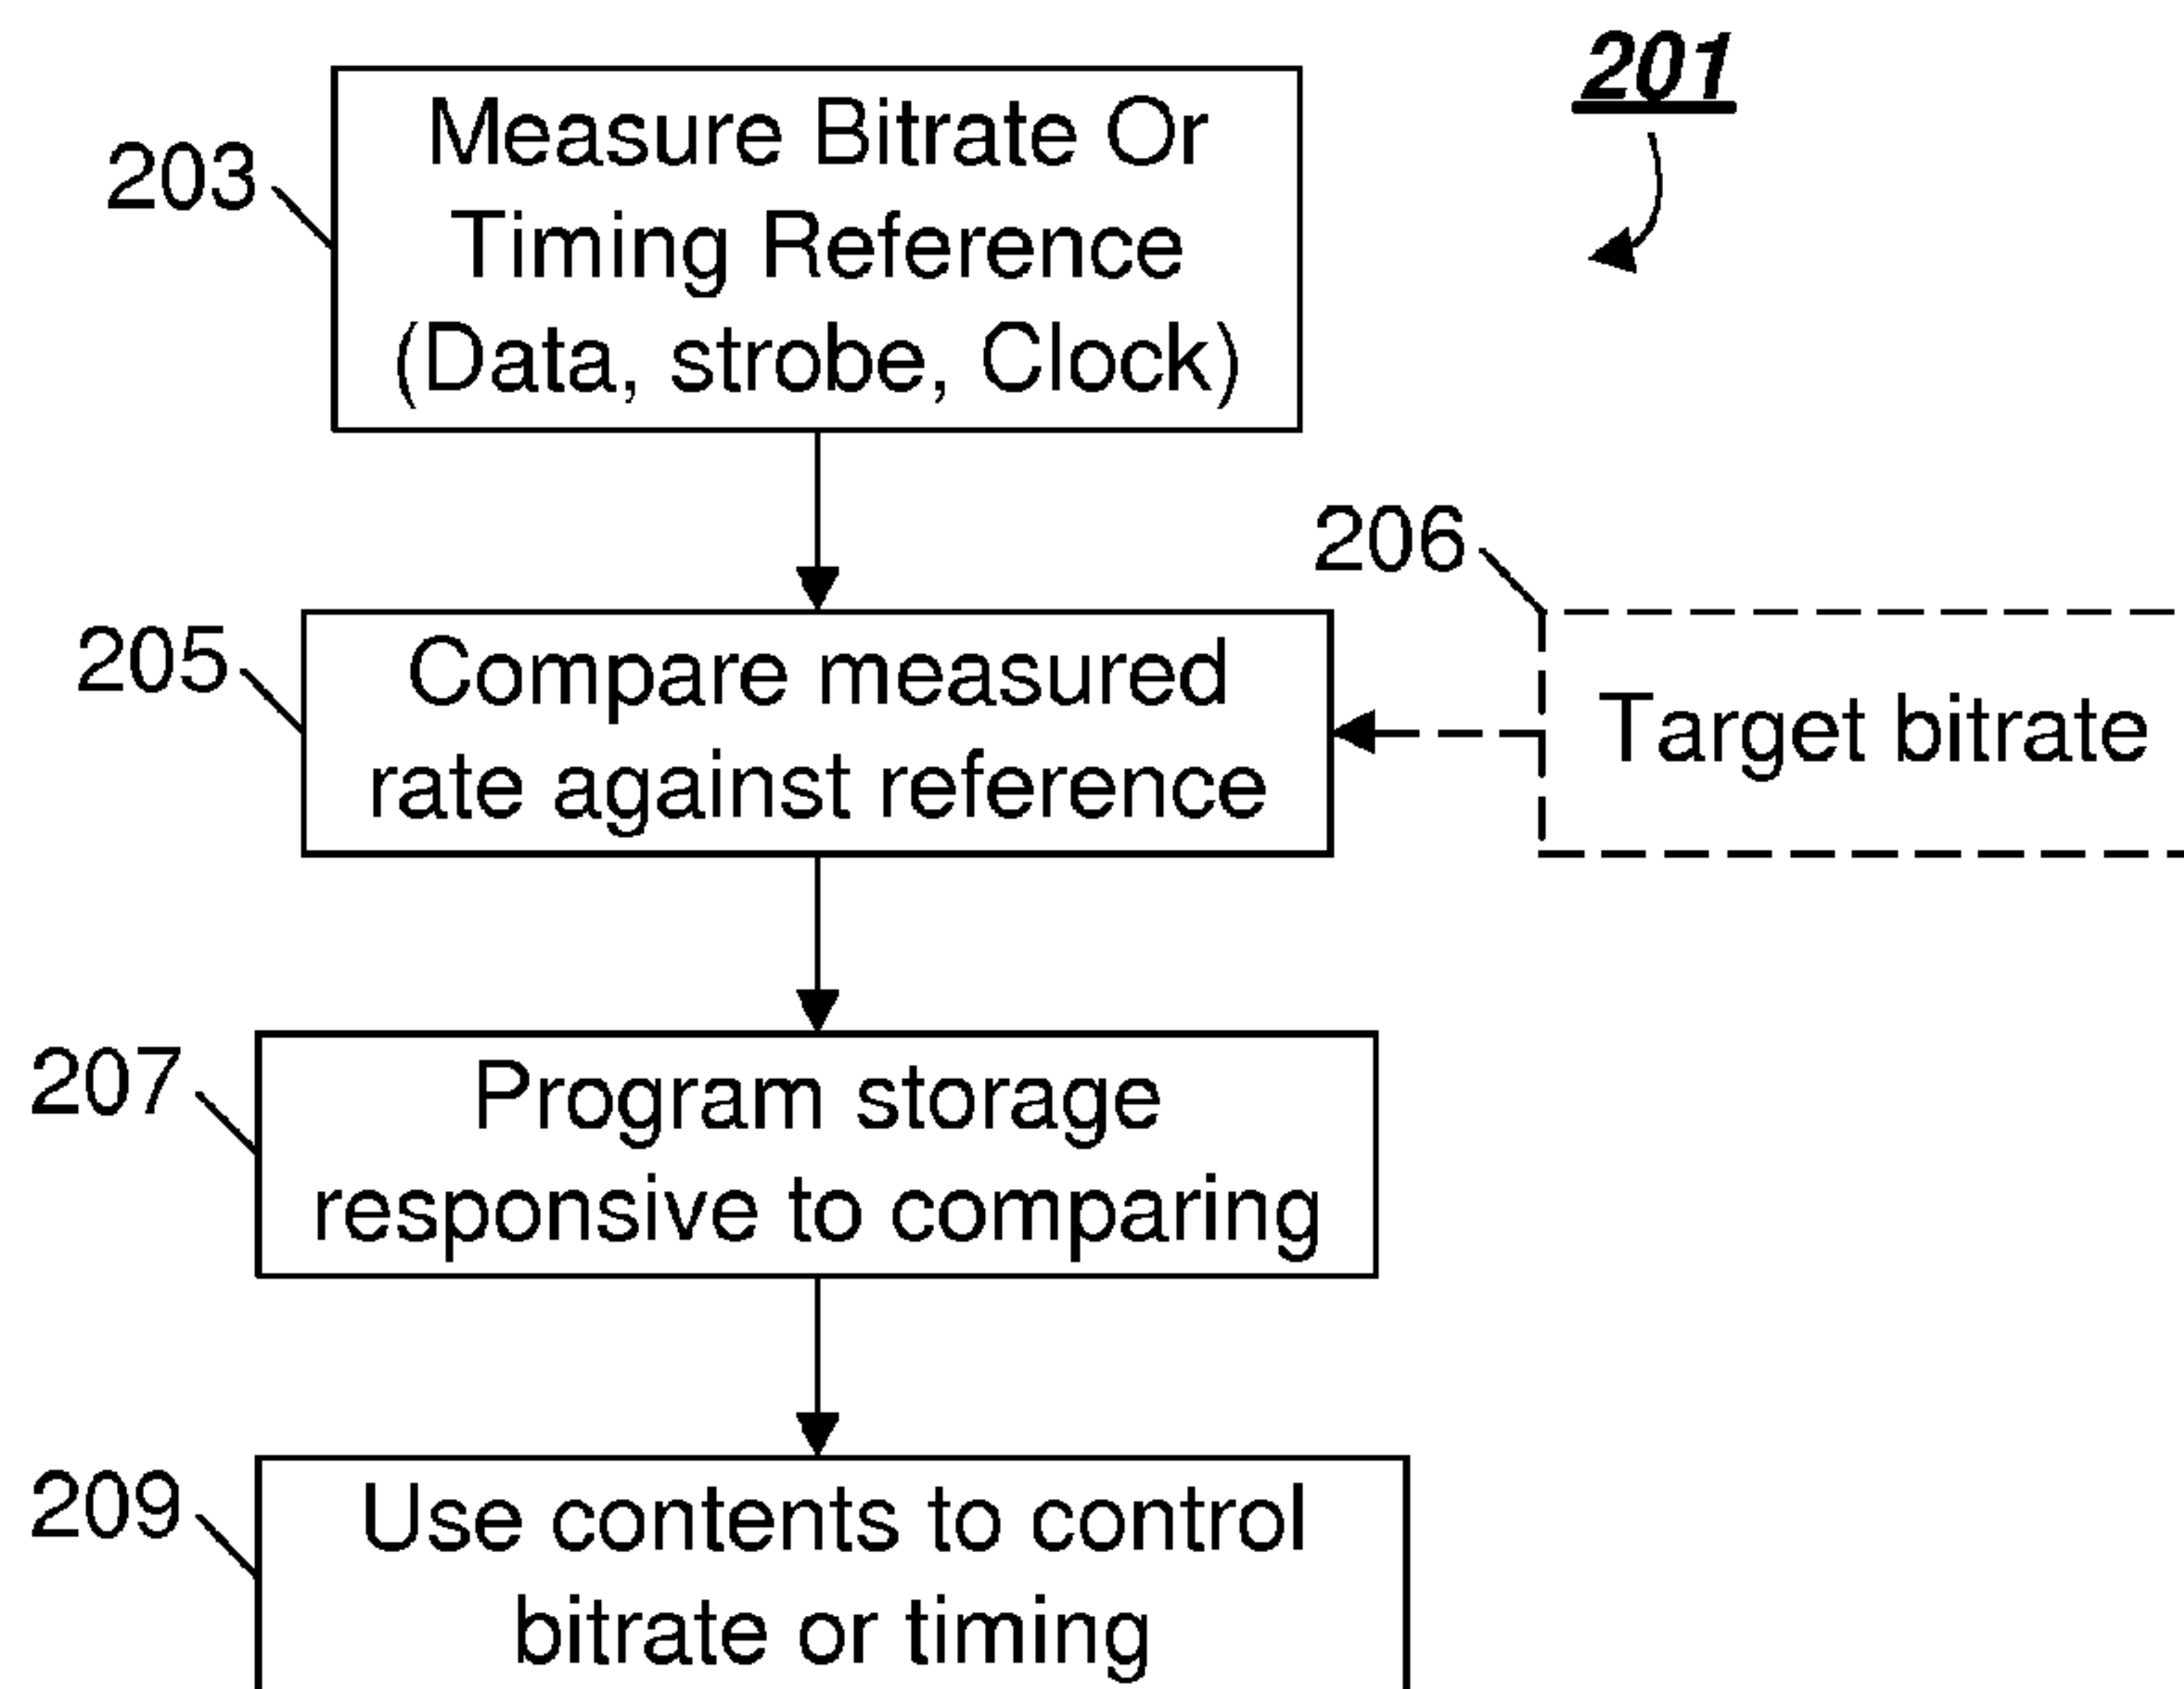 201
203
Measure Bitrate Or
Timing Reference
(Data, strobe, Clock)
206
205
Compare measured
rate against reference
Target bitrate
207
Program storage
responsive to comparing
209
Use contents to control
bitrate or timing